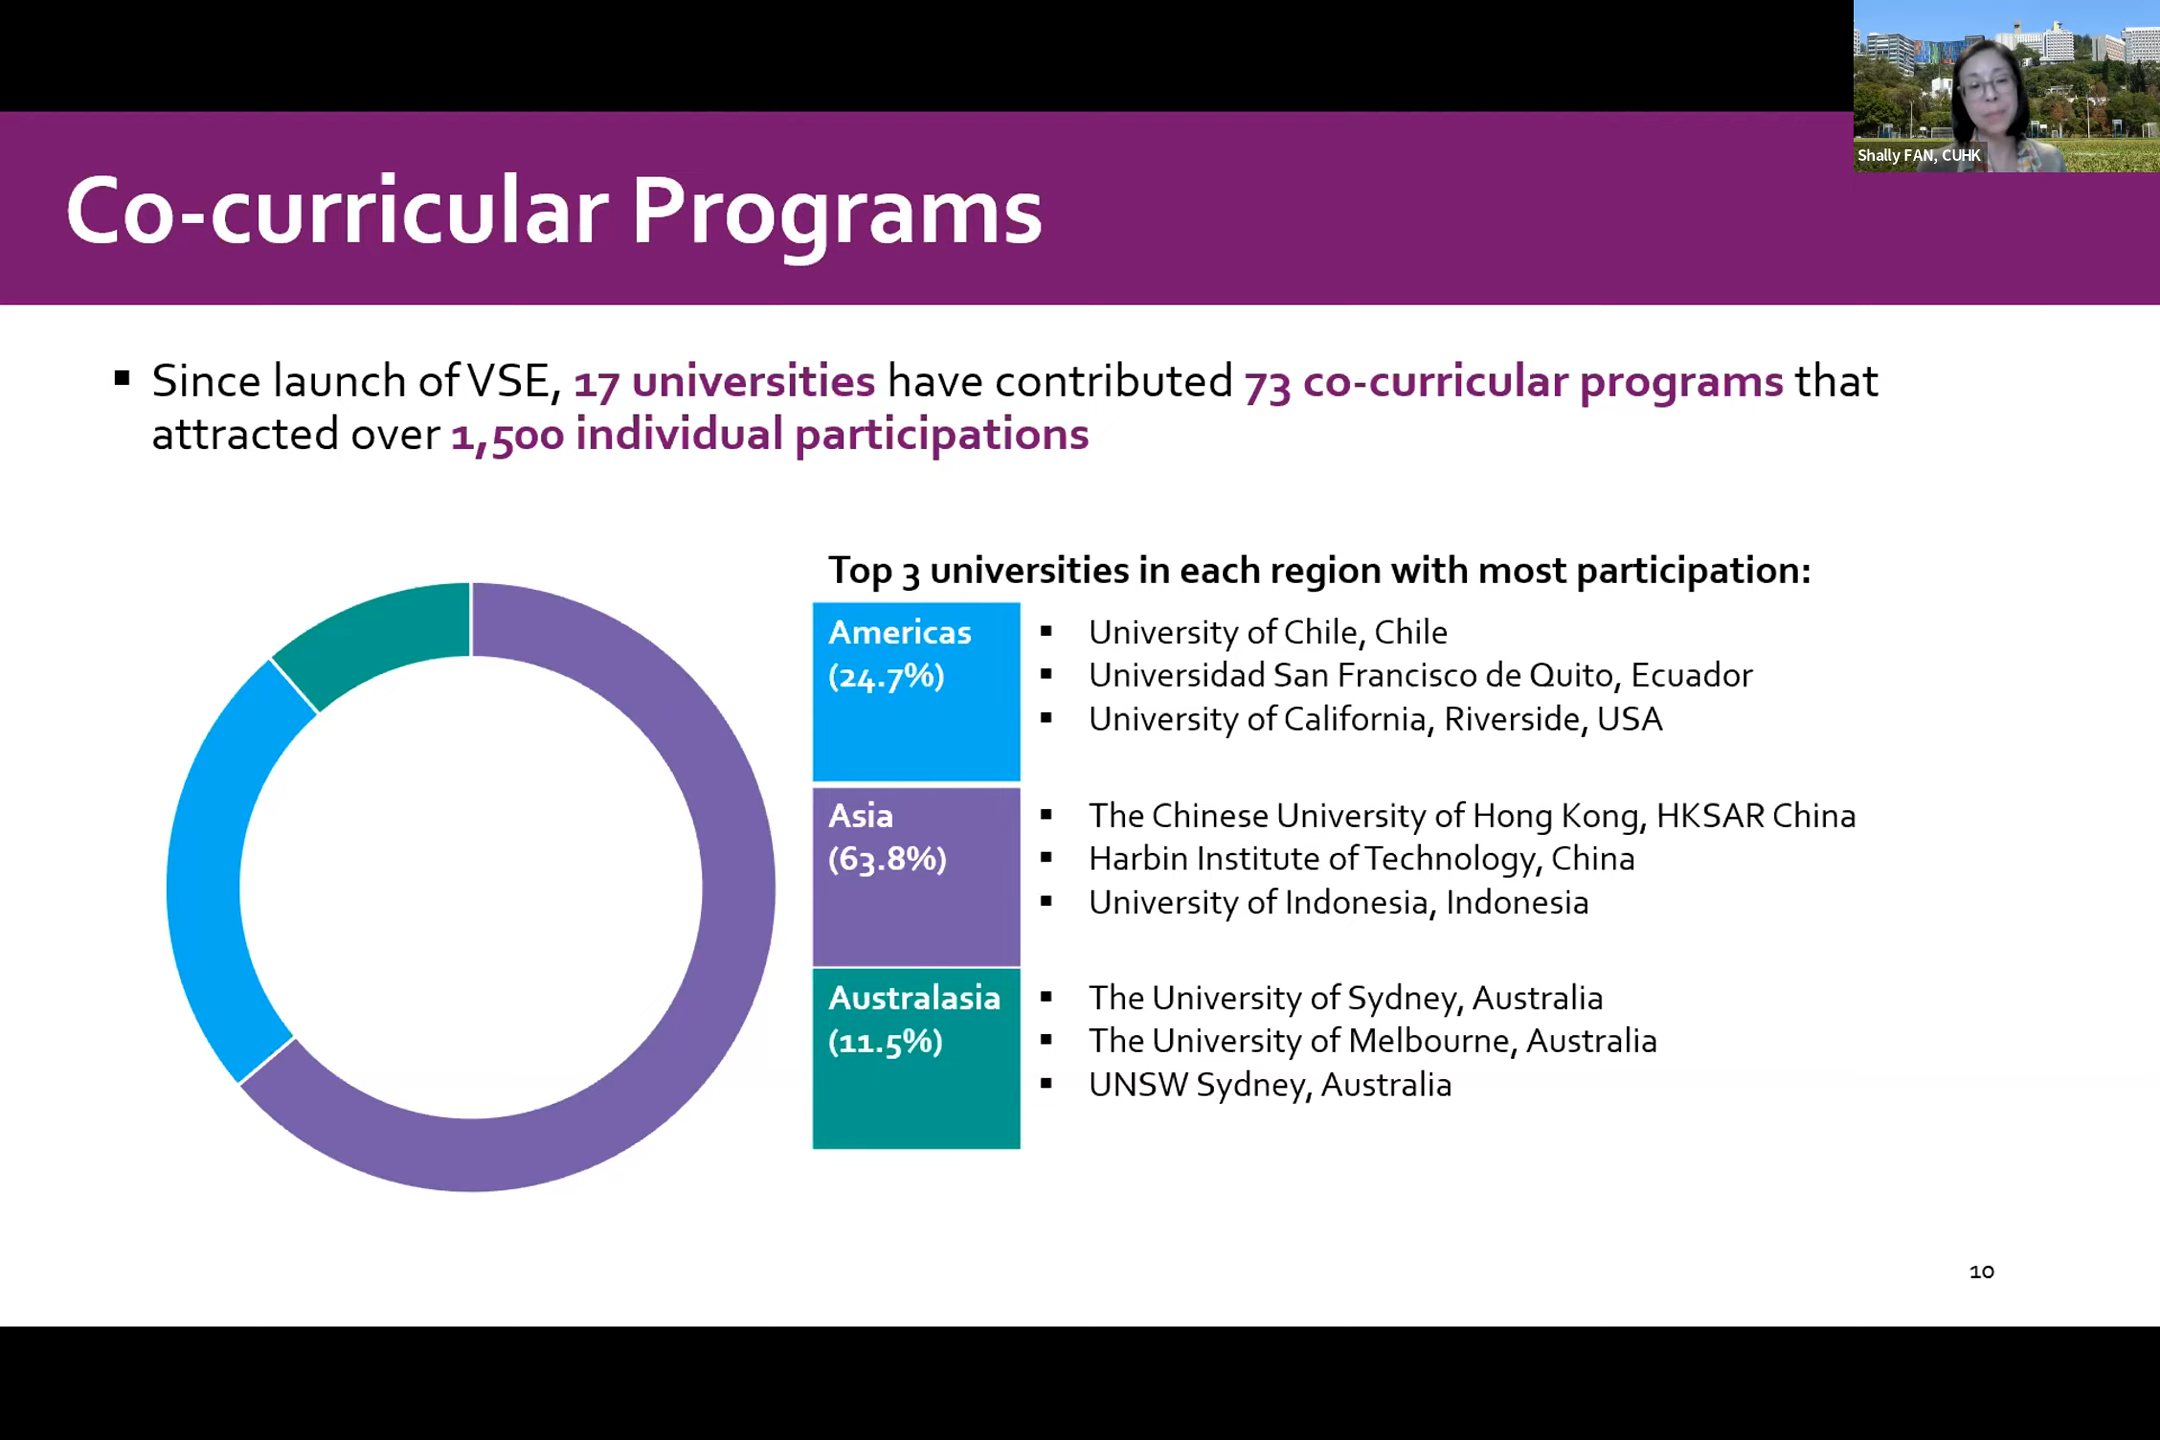 Shally FAN, CUHK
Co-curricular Programs
▪ Since launch of VSE, 17 universities have contributed 73 co-curricular programs that
attracted over 1,500 individual participations
Top 3 universities in each region with most participation:
Americas
(24.7%)
▪ University of Chile, Chile
▪ Universidad San Francisco de Quito, Ecuador
▪ University of California, Riverside, USA
Asia
(63.8%)
▪ The Chinese University of Hong Kong, HKSAR China
▪ Harbin Institute of Technology, China
▪ University of Indonesia, Indonesia
Australasia
(11.5%)
▪ The University of Sydney, Australia
▪ The University of Melbourne, Australia
▪ UNSW Sydney, Australia
10